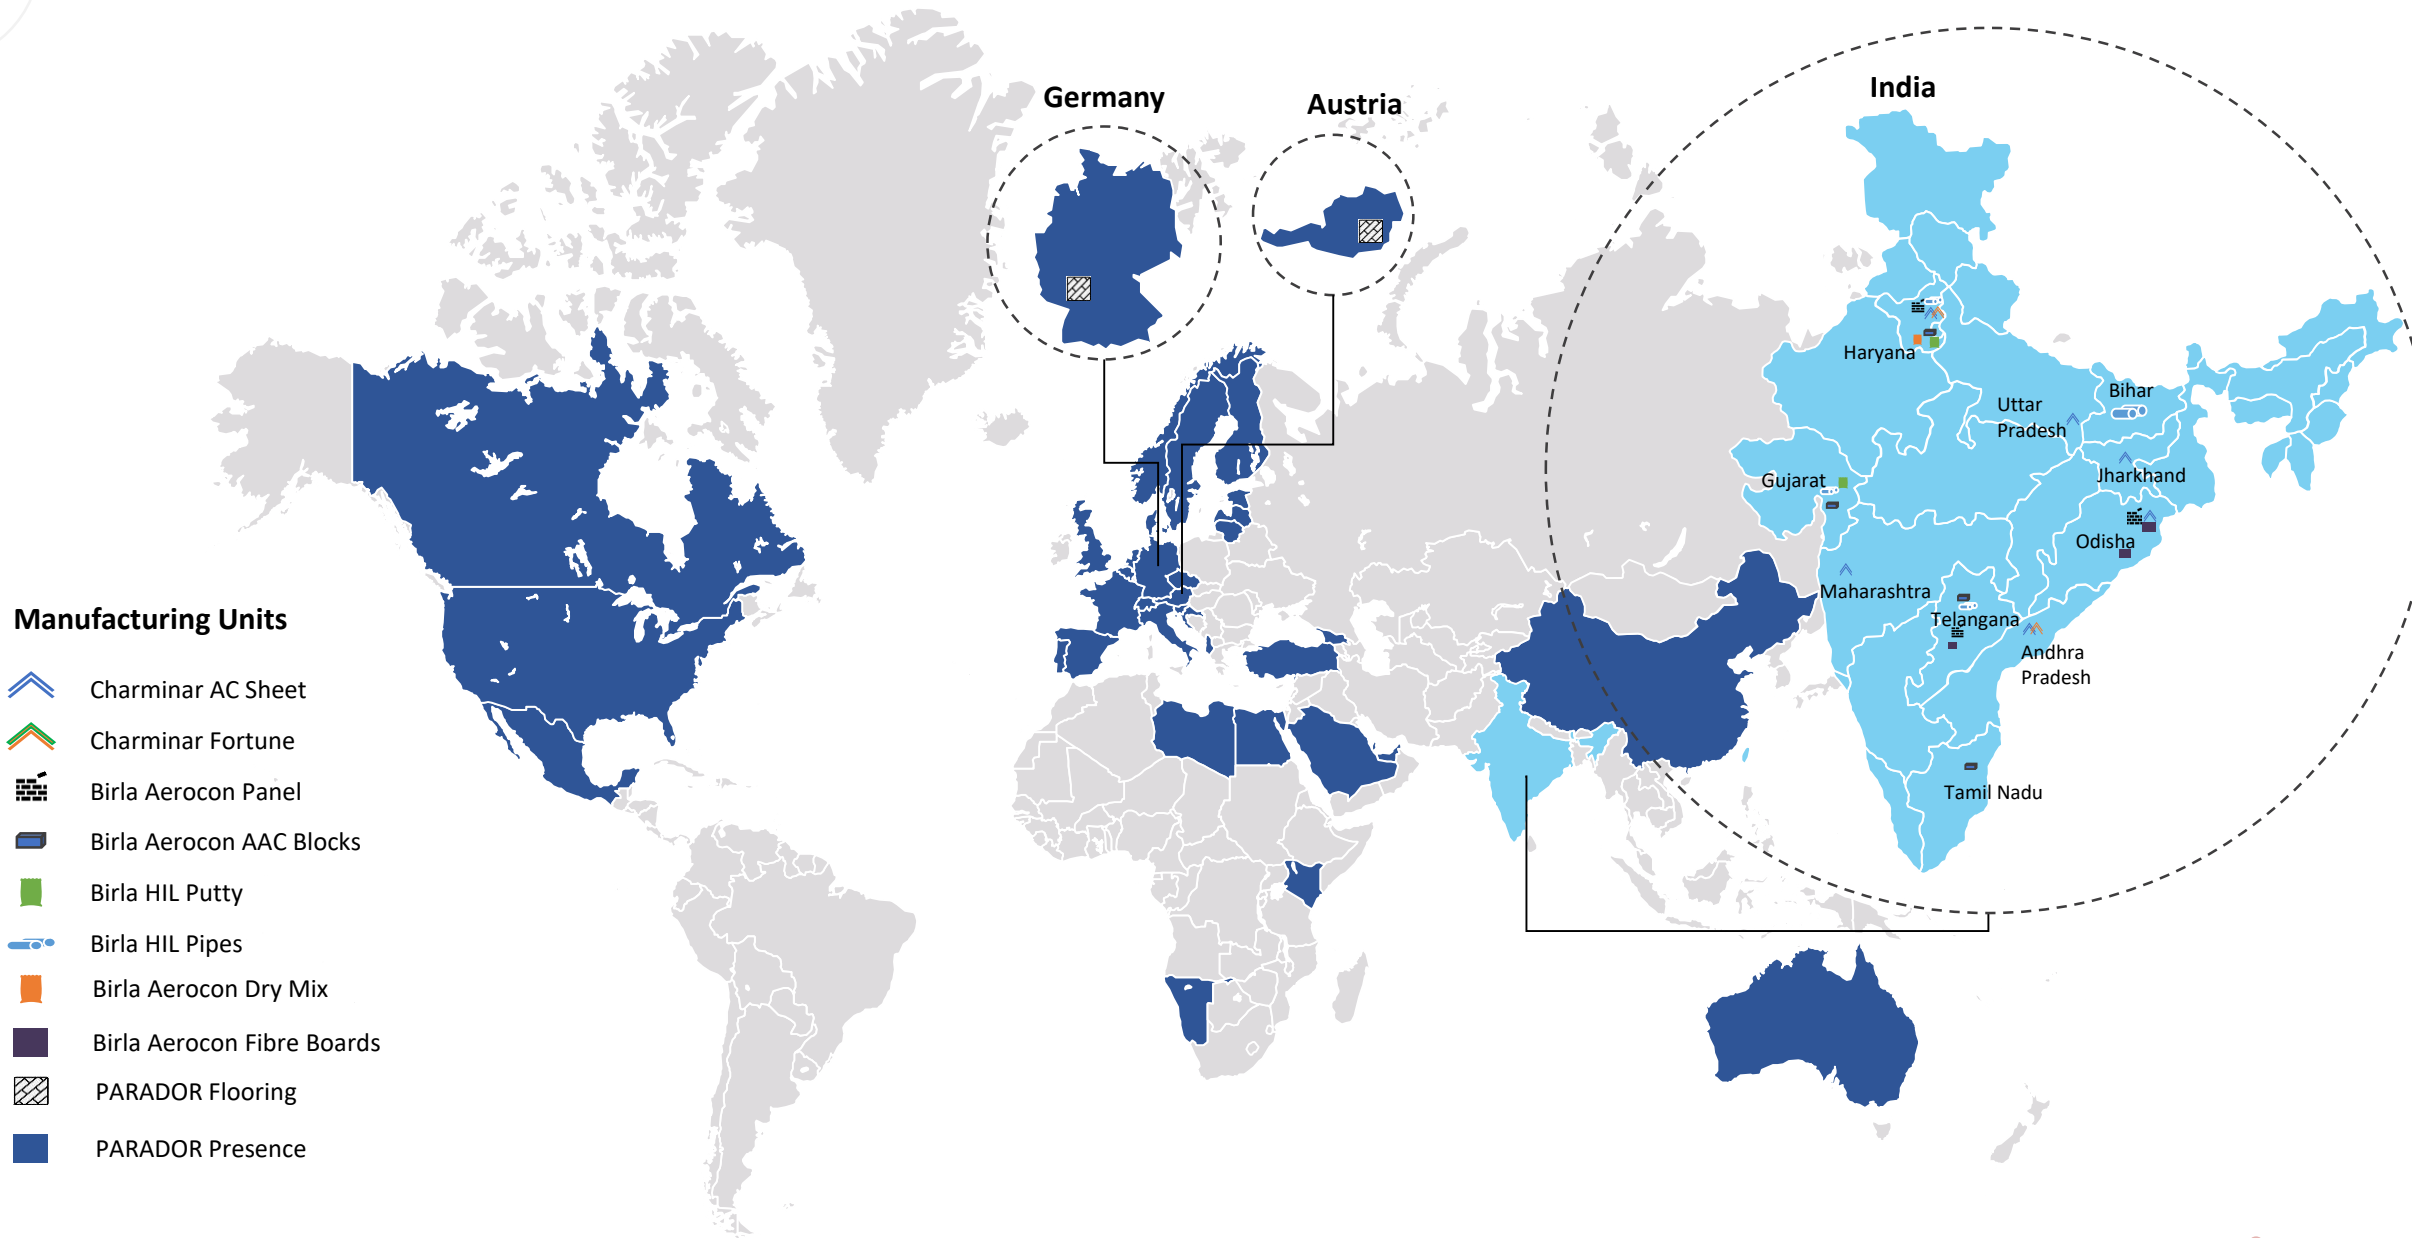 Germany
Austria
India
Haryana
Uttar
Pradesh
Bihar
Gujarat
Jharkhand
Odisha
Maharashtra
Telangana
Andhra
Pradesh
Tamil Nadu
Manufacturing Units
Charminar AC Sheet
Charminar Fortune
Birla Aerocon Panel
Birla Aerocon AAC Blocks
Birla HIL Putty
Birla HIL Pipes
Birla Aerocon Dry Mix
Birla Aerocon Fibre Boards
PARADOR Flooring
PARADOR Presence